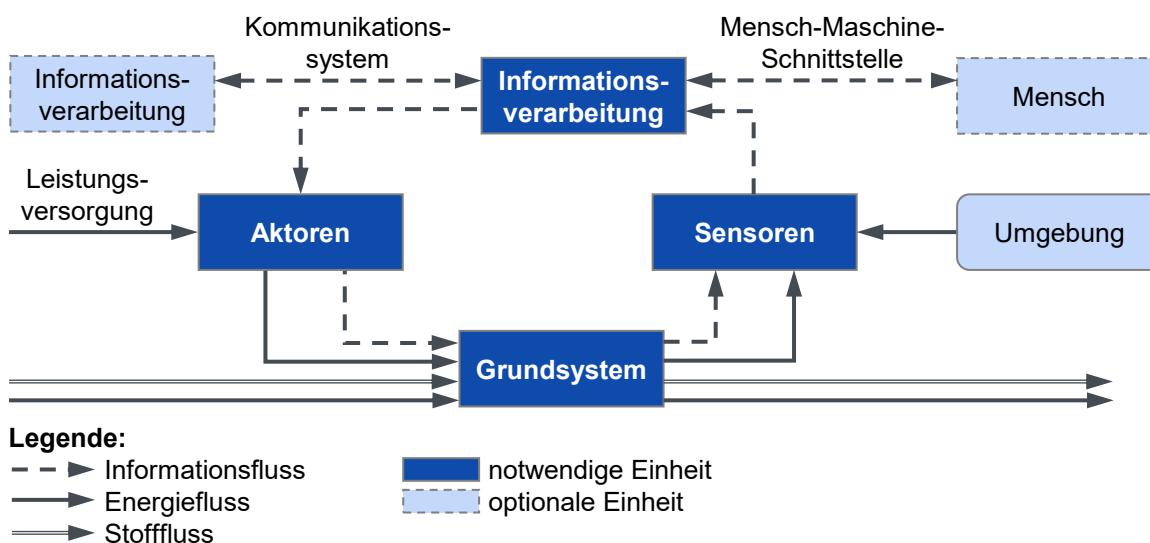 Kommunikations-
system
Mensch-Maschine-
Schnittstelle
Informations-
verarbeitung
Informations-
verarbeitung
Mensch
Leistungs-
versorgung
Aktoren
Sensoren
Umgebung
Grundsystem
Legende:
Informationsfluss
notwendige Einheit
Energiefluss
optionale Einheit
Stofffluss